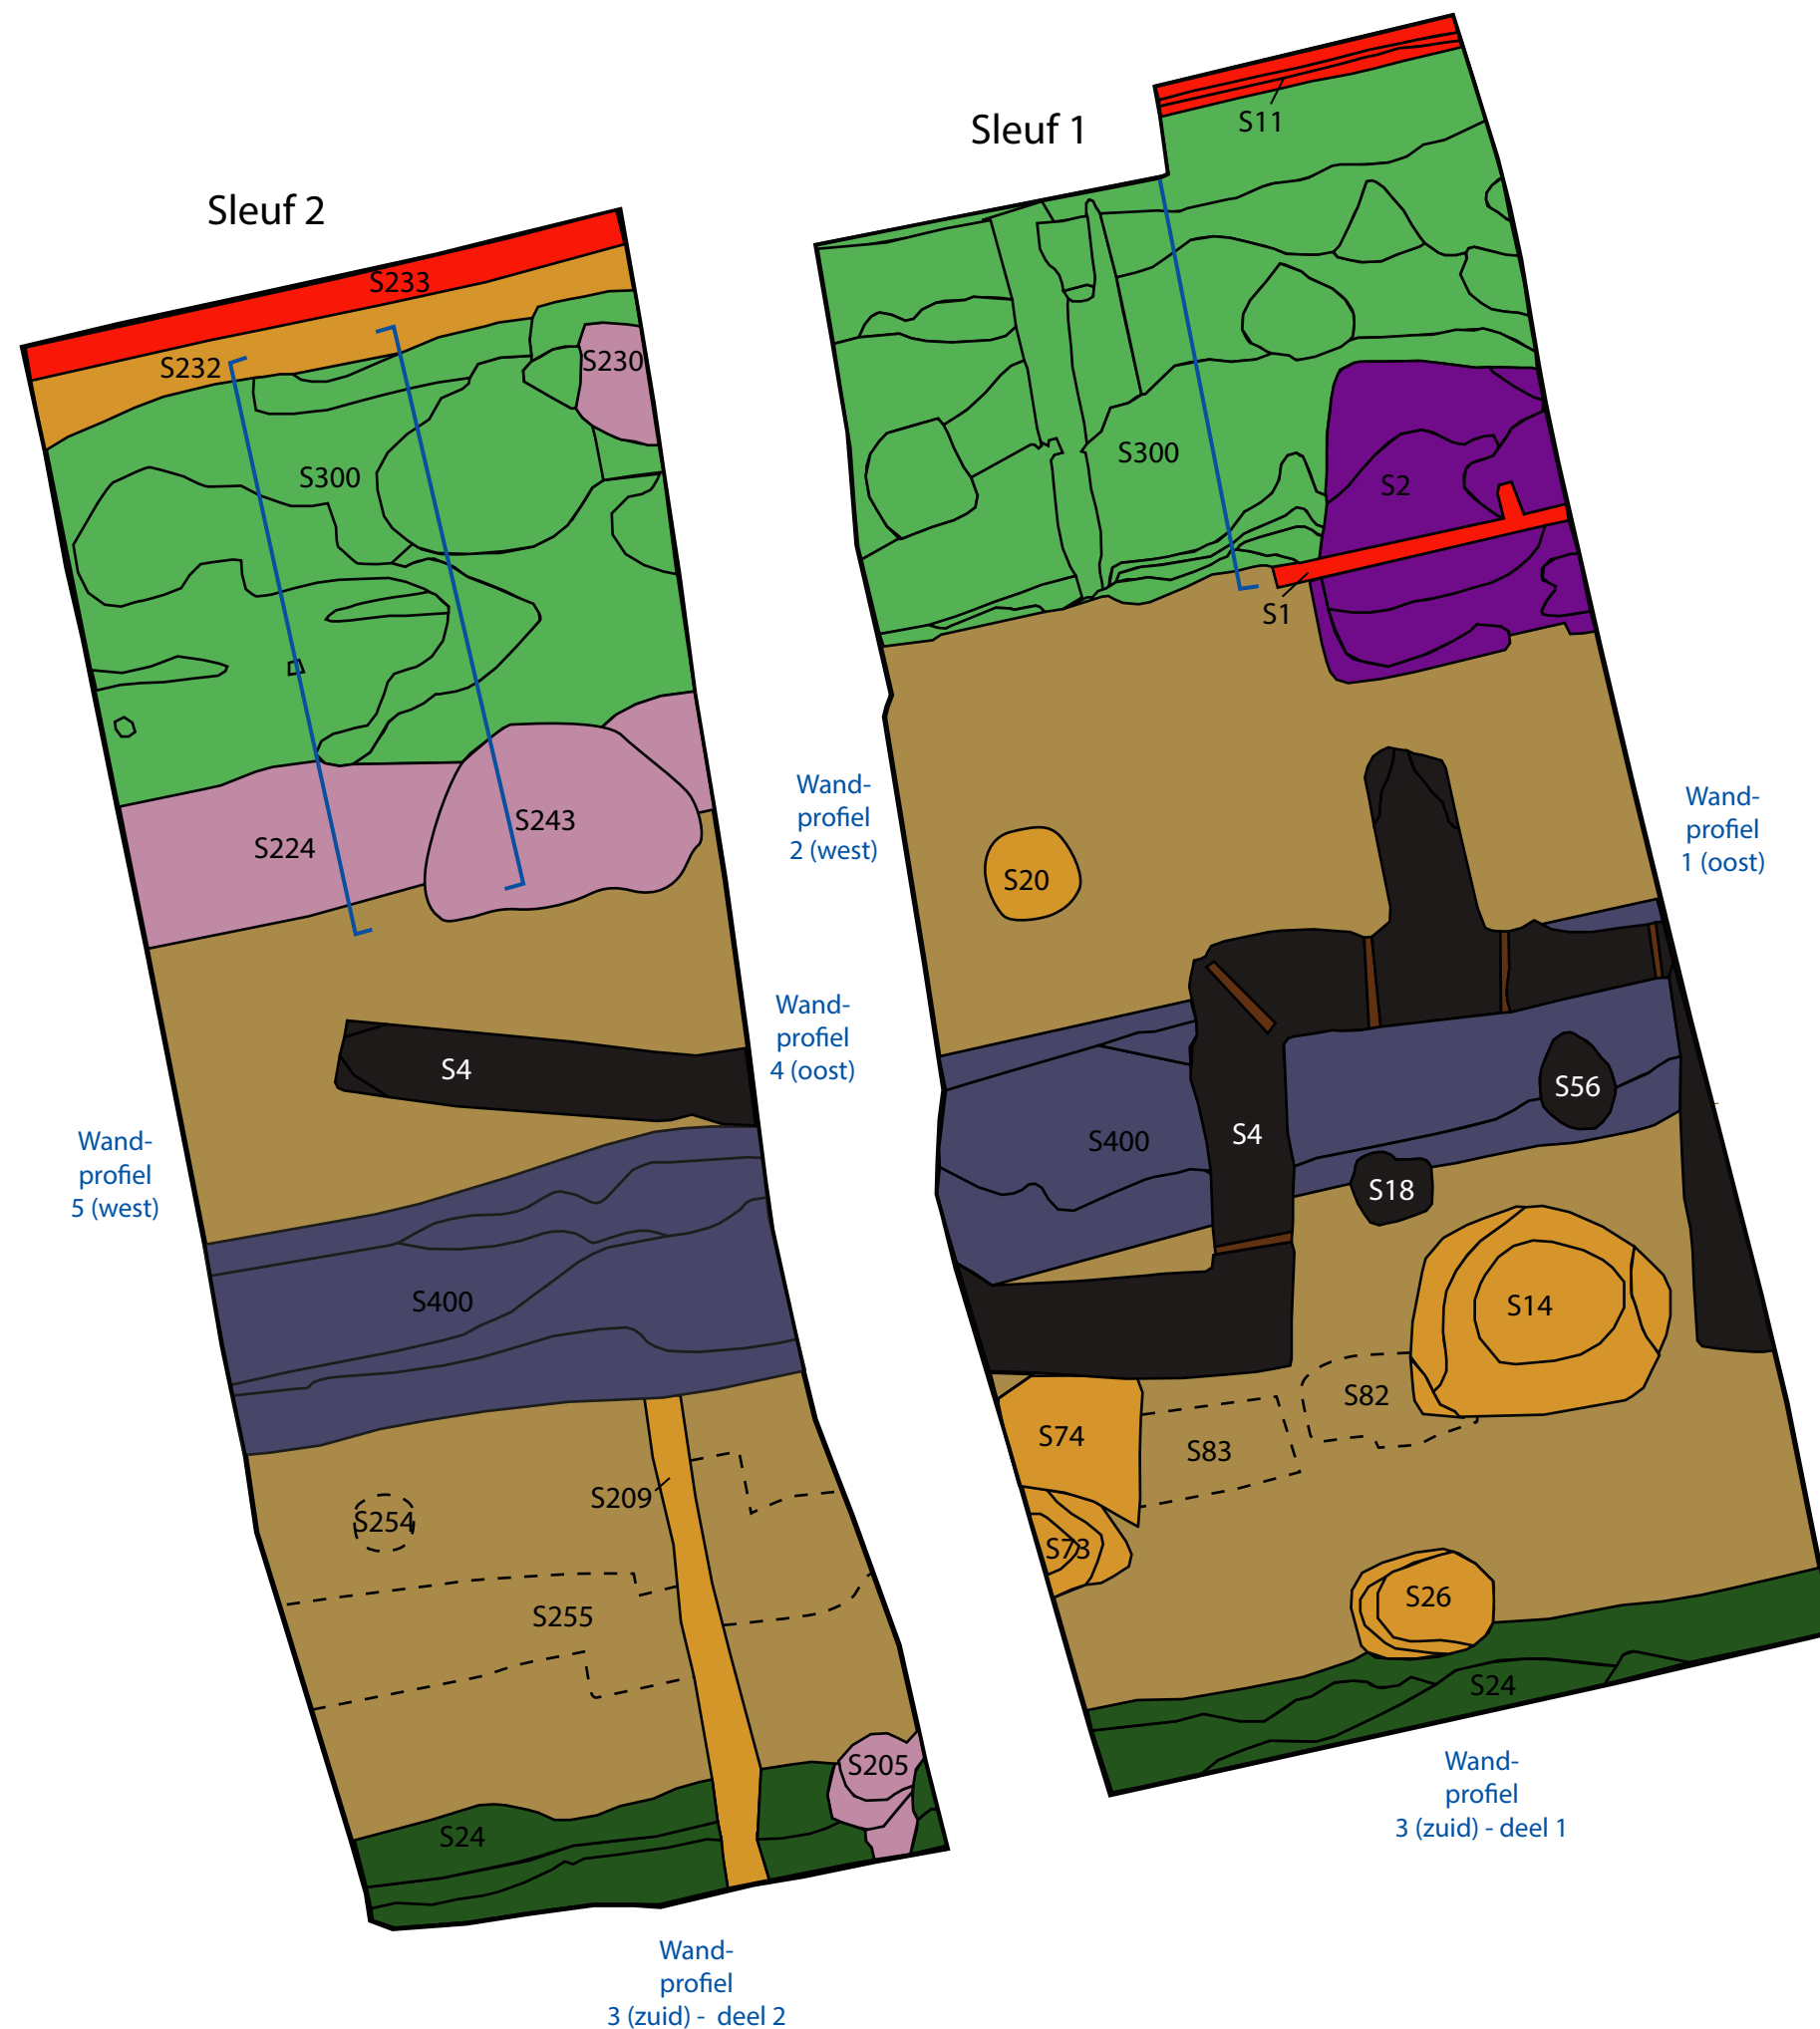 Sleuf 2
S233
S232
S230
S300
S224
S243
S4
S400
S254
S209
S255
S205
S24
Wand-
profiel
5 (west)
Wand-
profiel
4 (oost)
Wand-
profiel
3 (zuid) - deel 2
Sleuf 1
S11
S300
S2
S1
S20
S400
S4
S56
S18
S14
S82
S74
S83
S73
S26
S24
Wand-
profiel
2 (west)
Wand-
profiel
1 (oost)
Wand-
profiel
3 (zuid) - deel 1